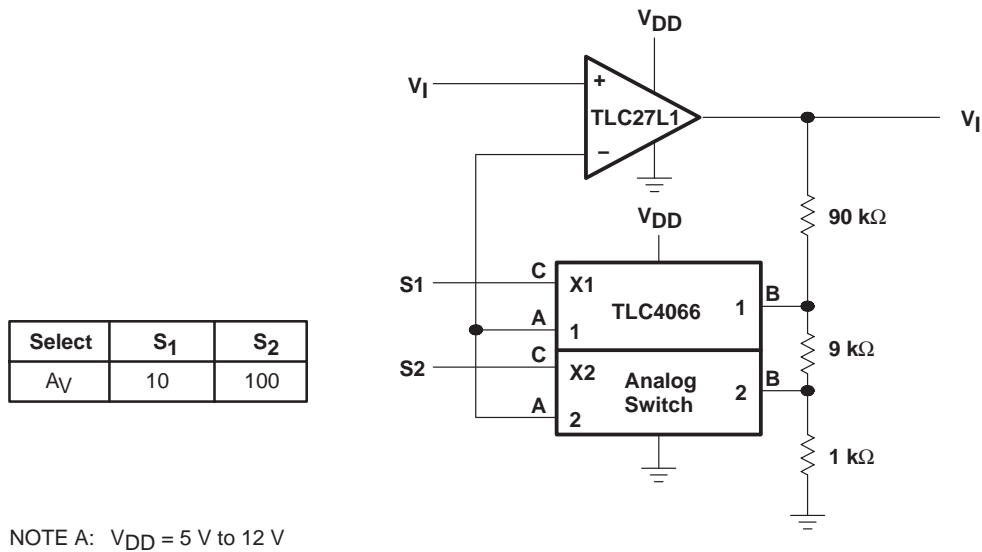 VDD
VI
+
TLC27L1
VI
−
90 kΩ
VDD
S1
C
X1
TLC4066
1
B
A
1
9 kΩ
S2
C
X2
Analog
Switch
2
B
A
2
1 kΩ
Select S1 S2
AV 10 100
NOTE A: VDD = 5 V to 12 V